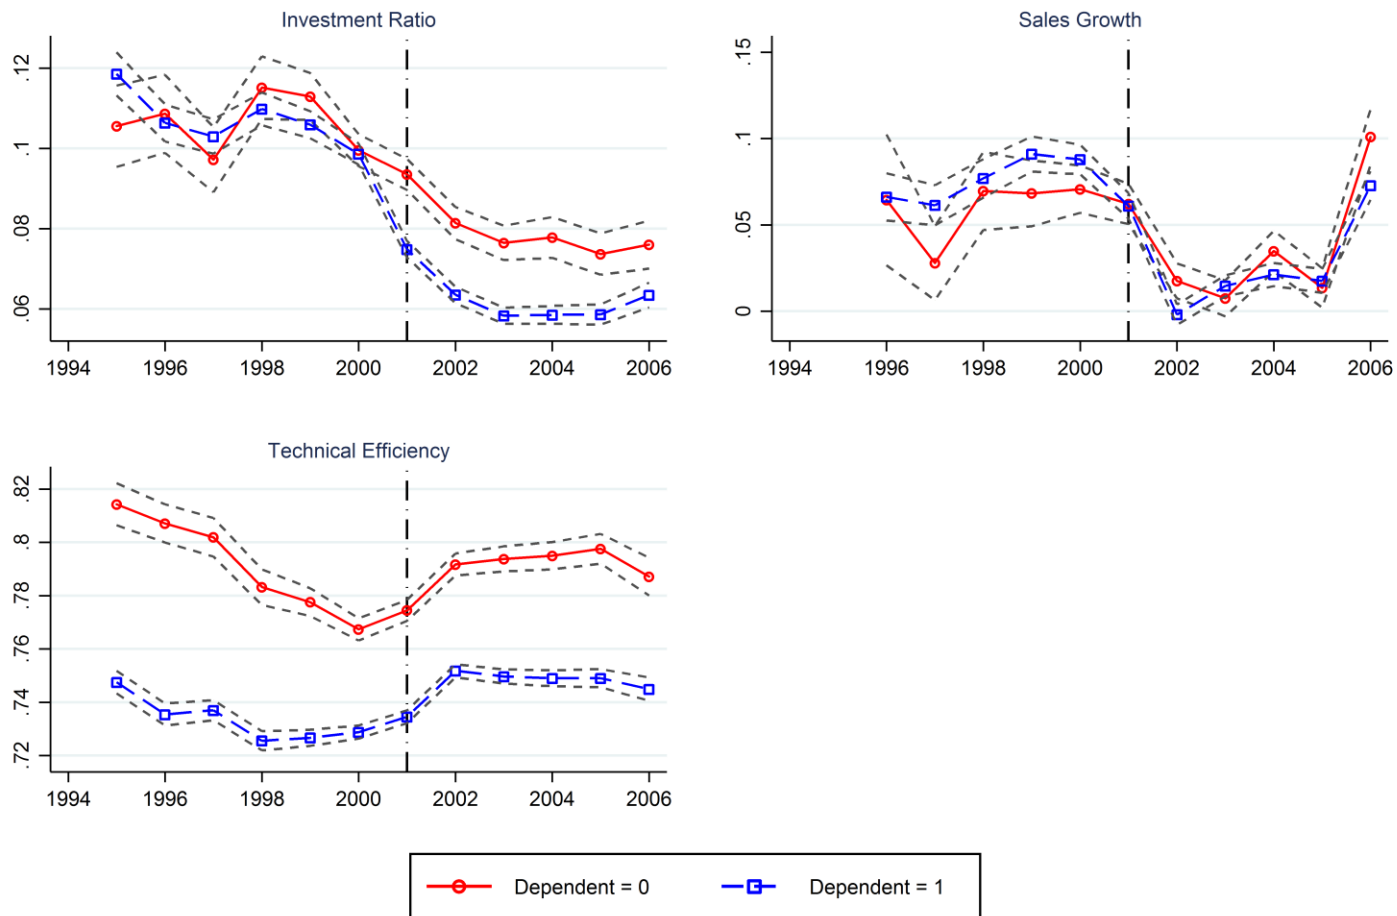 Investment Ratio
.12
.1
.08
.06
1994 1996 1998 2000 2002 2004 2006
Sales Growth
.15
.1
.05
0
1994 1996 1998 2000 2002 2004 2006
Technical Efficiency
.82
.8
.78
.76
.74
.72
1994 1996 1998 2000 2002 2004 2006
Dependent = 0 Dependent = 1